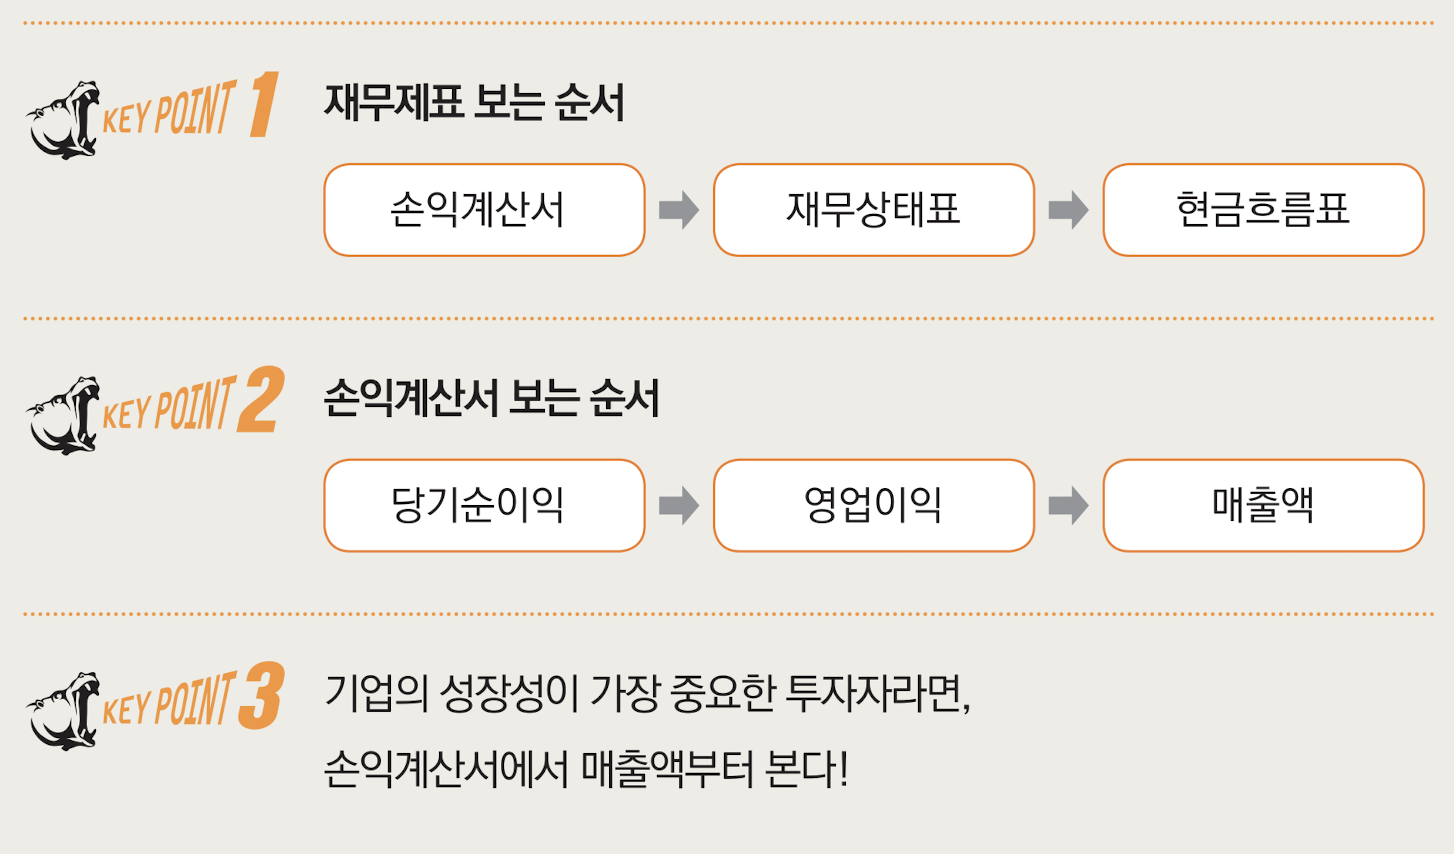 KEY POINT 1
재무제표 보는 순서
손익계산서
재무상태표
현금흐름표
KEY POINT 2
손익계산서 보는 순서
당기순이익
영업이익
매출액
KEY POINT 3
기업의 성장성이 가장 중요한 투자자라면,
손익계산서에서 매출액부터 본다!